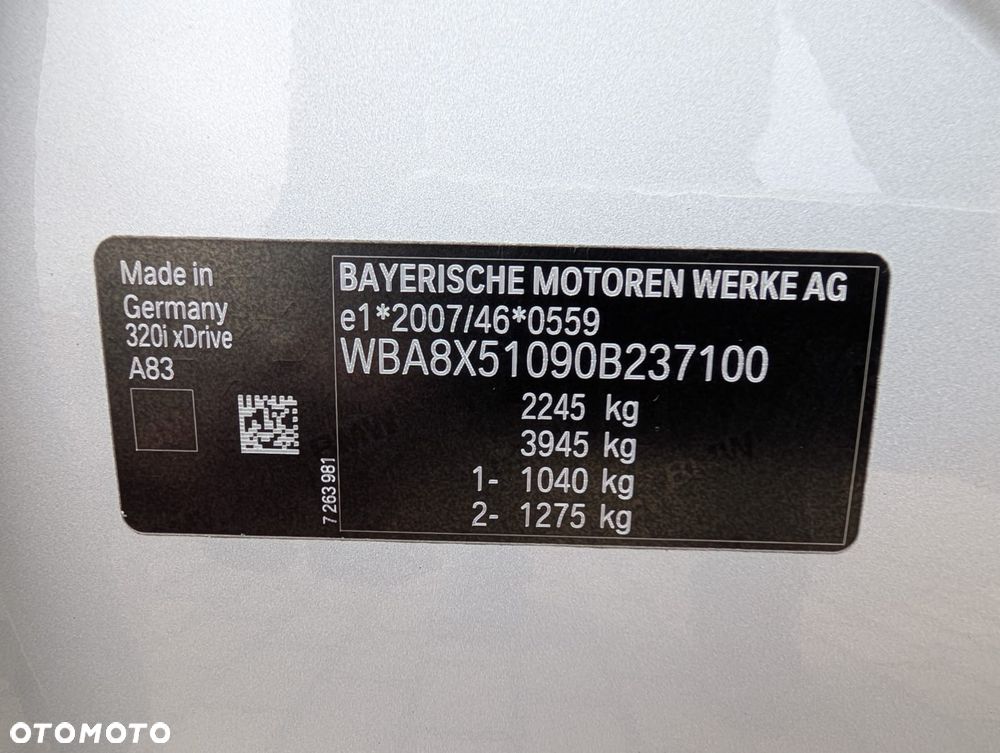 Made in
Germany
320i xDrive
A83
7 263 981
BAYERISCHE MOTOREN WERKE AG
e1*2007/46*0559
WBA8X51090B237100
2245 kg
3945 kg
1- 1040 kg
2- 1275 kg
OTOMOTO